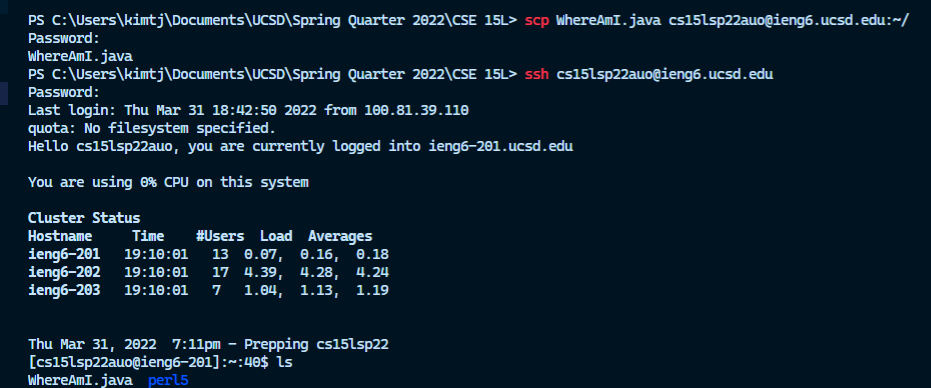 PS C:\Users\kimtj\Documents\UCSD\Spring Quarter 2022\CSE 15L> scp WhereAmI.java cs15lsp22auo@ieng6.ucsd.edu:~/
Password:
WhereAmI.java
PS C:\Users\kimtj\Documents\UCSD\Spring Quarter 2022\CSE 15L> ssh cs15lsp22auo@ieng6.ucsd.edu
Password:
Last login: Thu Mar 31 18:42:50 2022 from 100.81.39.110
quota: No filesystem specified.
Hello cs15lsp22auo, you are currently logged into ieng6-201.ucsd.edu
You are using 0% CPU on this system
Cluster Status
Hostname     Time    #Users  Load  Averages
ieng6-201   19:10:01   13  0.07,  0.16,  0.18
ieng6-202   19:10:01   17  4.39,  4.28,  4.24
ieng6-203   19:10:01   7   1.04,  1.13,  1.19
Thu Mar 31, 2022  7:11pm - Prepping cs15lsp22
[cs15lsp22auo@ieng6-201]:~:40$ ls
WhereAmI.java  perl5